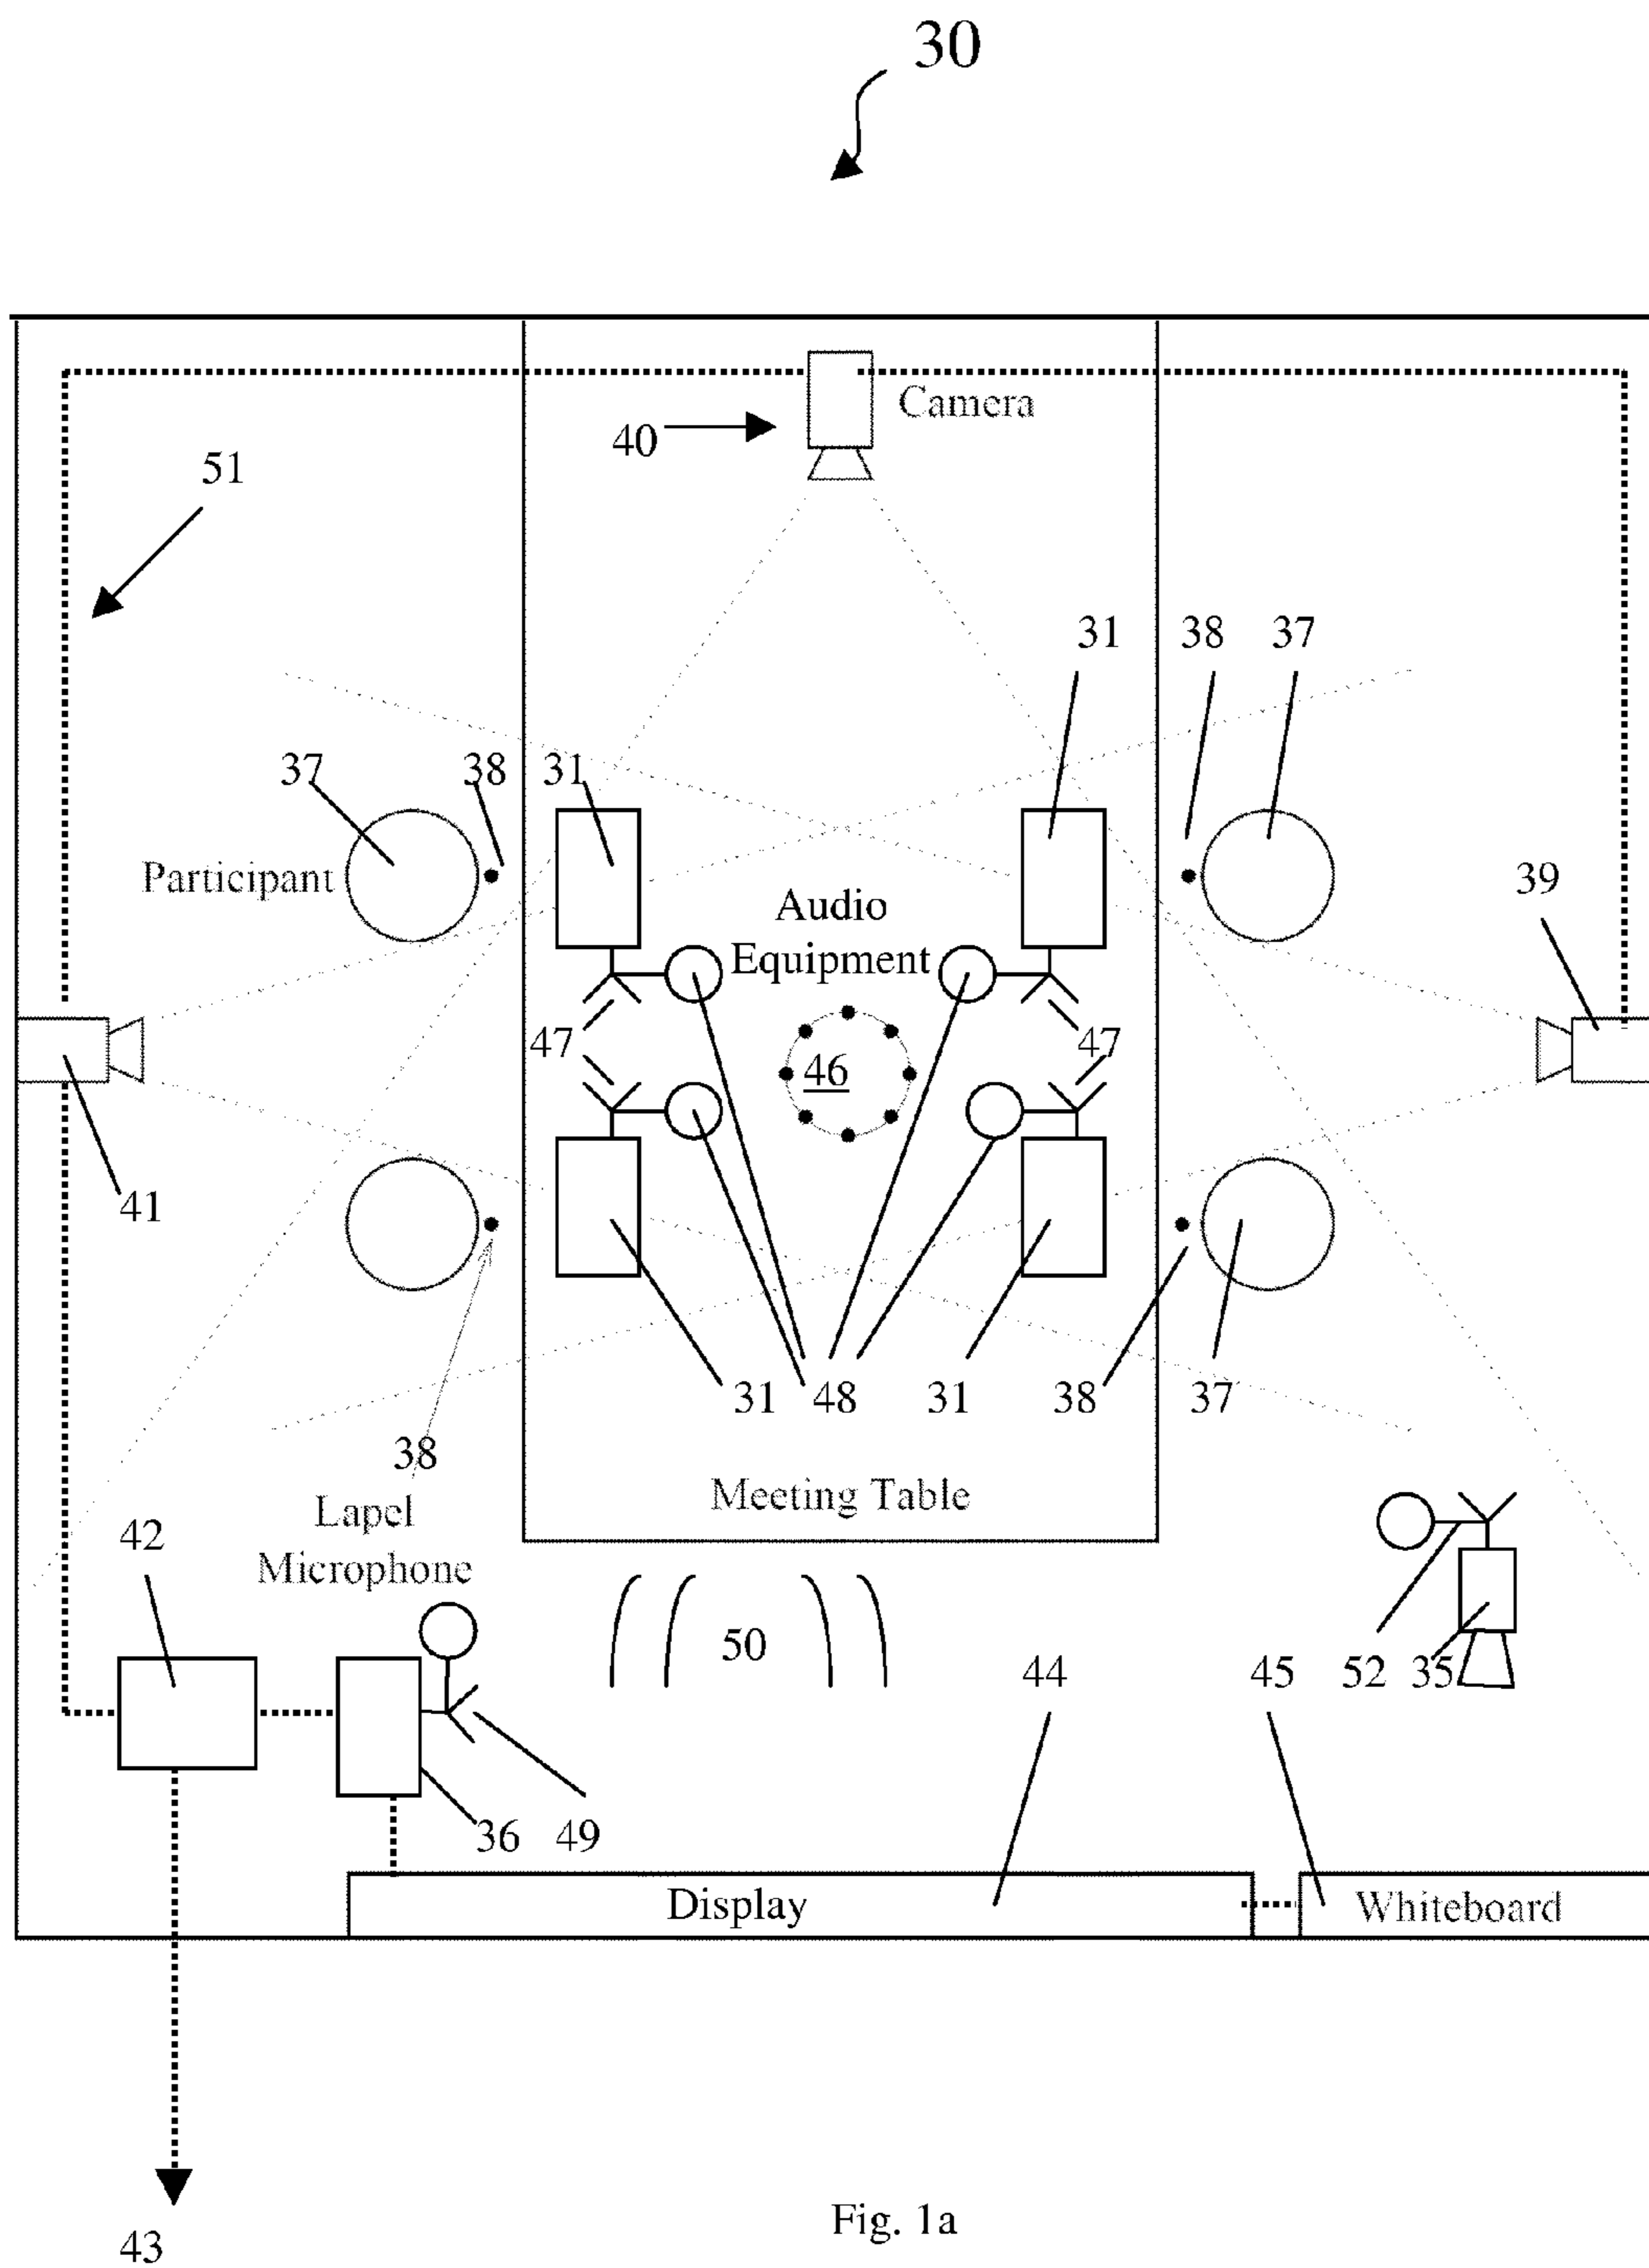 30
Camera
40
51
31 38 37
37 38 31
Participant
39
Audio
Equipment
47 46 47
41
31 48 31 38 37
38
Meeting Table
Lapel
Microphone
42
50 44 45 52 35
36 49
Display Whiteboard
43
Fig. 1a